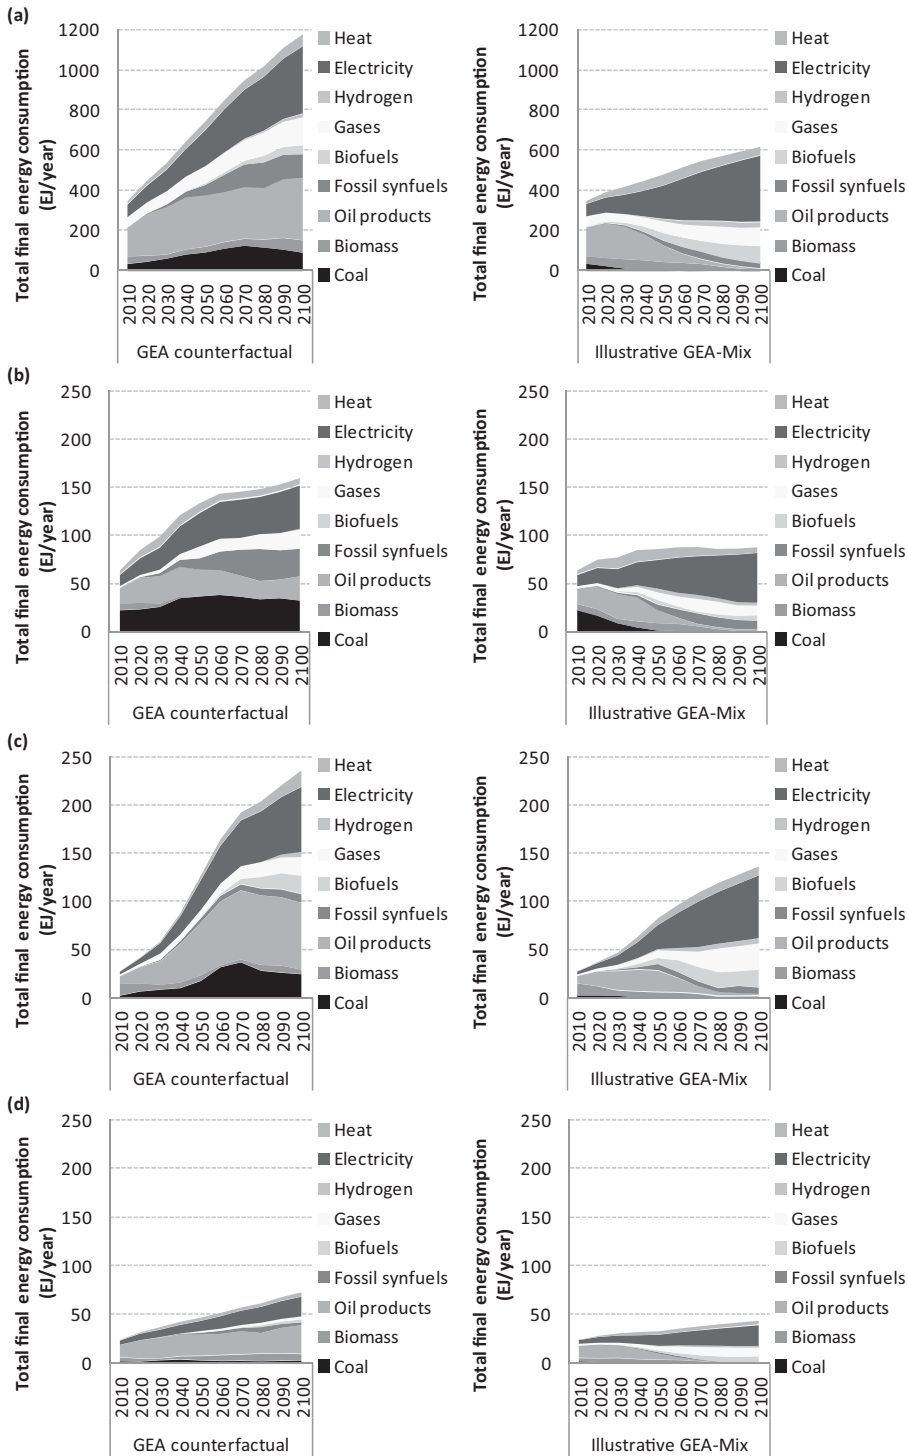 (a)
Total final energy consumption
(EJ/year)
1200
1000
800
600
400
200
0
2010
2020
2030
2040
2050
2060
2070
2080
2090
2100
GEA counterfactual
Heat
Electricity
Hydrogen
Gases
Biofuels
Fossil synfuels
Oil products
Biomass
Coal
Total final energy consumption
(EJ/year)
1200
1000
800
600
400
200
0
2010
2020
2030
2040
2050
2060
2070
2080
2090
2100
Illustrative GEA-Mix
Heat
Electricity
Hydrogen
Gases
Biofuels
Fossil synfuels
Oil products
Biomass
Coal
(b)
Total final energy consumption
(EJ/year)
250
200
150
100
50
0
2010
2020
2030
2040
2050
2060
2070
2080
2090
2100
GEA counterfactual
Heat
Electricity
Hydrogen
Gases
Biofuels
Fossil synfuels
Oil products
Biomass
Coal
Total final energy consumption
(EJ/year)
250
200
150
100
50
0
2010
2020
2030
2040
2050
2060
2070
2080
2090
2100
Illustrative GEA-Mix
Heat
Electricity
Hydrogen
Gases
Biofuels
Fossil synfuels
Oil products
Biomass
Coal
(c)
Total final energy consumption
(EJ/year)
250
200
150
100
50
0
2010
2020
2030
2040
2050
2060
2070
2080
2090
2100
GEA counterfactual
Heat
Electricity
Hydrogen
Gases
Biofuels
Fossil synfuels
Oil products
Biomass
Coal
Total final energy consumption
(EJ/year)
250
200
150
100
50
0
2010
2020
2030
2040
2050
2060
2070
2080
2090
2100
Illustrative GEA-Mix
Heat
Electricity
Hydrogen
Gases
Biofuels
Fossil synfuels
Oil products
Biomass
Coal
(d)
Total final energy consumption
(EJ/year)
250
200
150
100
50
0
2010
2020
2030
2040
2050
2060
2070
2080
2090
2100
GEA counterfactual
Heat
Electricity
Hydrogen
Gases
Biofuels
Fossil synfuels
Oil products
Biomass
Coal
Total final energy consumption
(EJ/year)
250
200
150
100
50
0
2010
2020
2030
2040
2050
2060
2070
2080
2090
2100
Illustrative GEA-Mix
Heat
Electricity
Hydrogen
Gases
Biofuels
Fossil synfuels
Oil products
Biomass
Coal